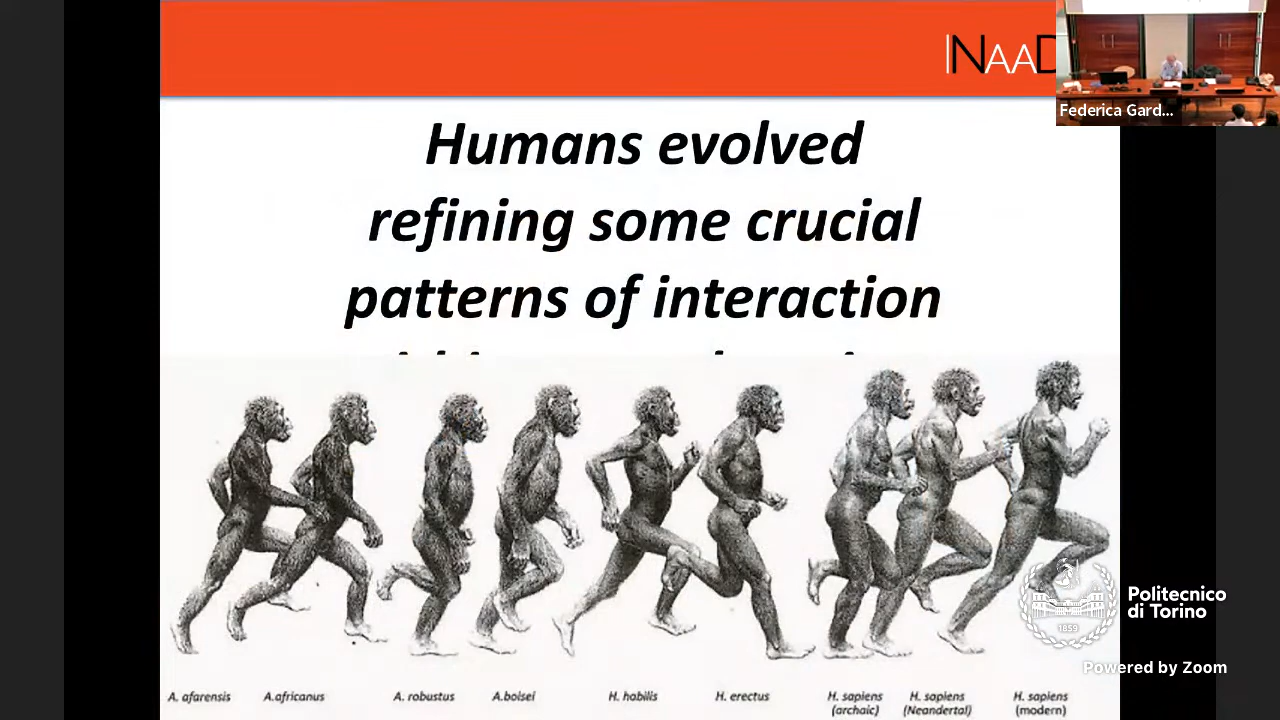 INAAD
Federica Gard...
Humans evolved
refining some crucial
patterns of interaction
A. afarensis A.africanus A. robustus A.boisei H. habilis H. erectus H. sapiens (archaic) H. sapiens (Neandertal) H. sapiens (modern)
1859
Politecnico
di Torino
Powered by Zoom